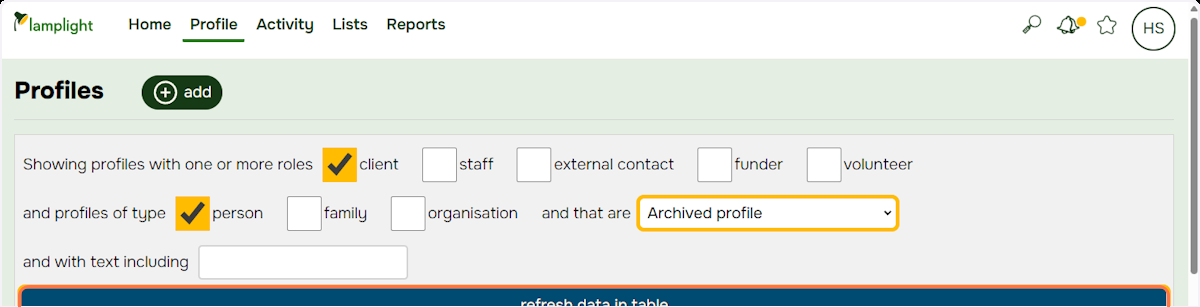 lamplight Home Profile Activity Lists Reports HS
Profiles add
Showing profiles with one or more roles client staff external contact funder volunteer
and profiles of type person family organisation and that are Archived profile
and with text including
refresh data in table